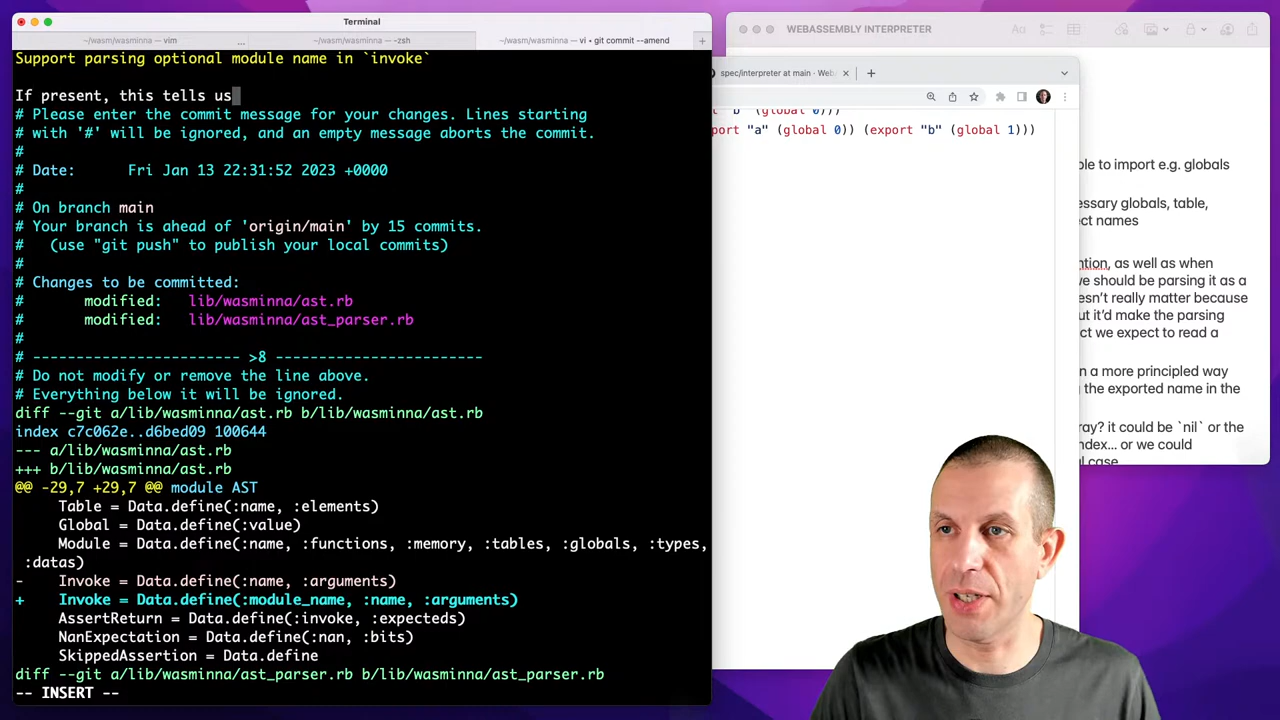 Terminal
~/wasm/wasminna — vim
...
~/wasm/wasminna — -zsh
~/wasm/wasminna — vi • git commit --amend
+
Support parsing optional module name in `invoke`
If present, this tells us
# Please enter the commit message for your changes. Lines starting
# with '#' will be ignored, and an empty message aborts the commit.
#
# Date:      Fri Jan 13 22:31:52 2023 +0000
#
# On branch main
# Your branch is ahead of 'origin/main' by 15 commits.
#   (use "git push" to publish your local commits)
#
# Changes to be committed:
#       modified:   lib/wasminna/ast.rb
#       modified:   lib/wasminna/ast_parser.rb
#
# ------------------------ >8 ------------------------
# Do not modify or remove the line above.
# Everything below it will be ignored.
diff --git a/lib/wasminna/ast.rb b/lib/wasminna/ast.rb
index c7c062e..d6bed09 100644
--- a/lib/wasminna/ast.rb
+++ b/lib/wasminna/ast.rb
@@ -29,7 +29,7 @@ module AST
     Table = Data.define(:name, :elements)
     Global = Data.define(:value)
     Module = Data.define(:name, :functions, :memory, :tables, :globals, :types,
 :datas)
-    Invoke = Data.define(:name, :arguments)
+    Invoke = Data.define(:module_name, :name, :arguments)
     AssertReturn = Data.define(:invoke, :expecteds)
     NanExpectation = Data.define(:nan, :bits)
     SkippedAssertion = Data.define
diff --git a/lib/wasminna/ast_parser.rb b/lib/wasminna/ast_parser.rb
-- INSERT --
WEBASSEMBLY INTERPRETER
Aa
spec/interpreter at main · Web
"b" (global 0)))
port "a" (global 0)) (export "b" (global 1)))
ble to import e.g. globals
essary globals, table,
ect names
ntion, as well as when
we should be parsing it as a
esn't really matter because
ut it'd make the parsing
ct we expect to read a
n a more principled way
g the exported name in the
ray? it could be `nil` or the
ndex... or we could
al case